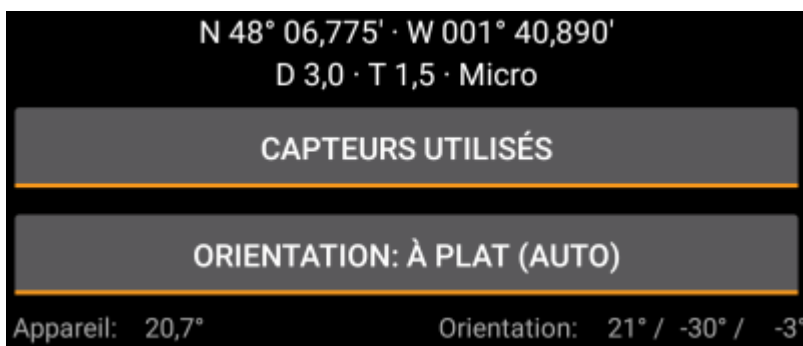 N 48° 06,775' · W 001° 40,890'
D 3,0 · T 1,5 · Micro
CAPTEURS UTILISÉS
ORIENTATION: À PLAT (AUTO)
Appareil: 20,7° Orientation: 21° / -30° / -3°